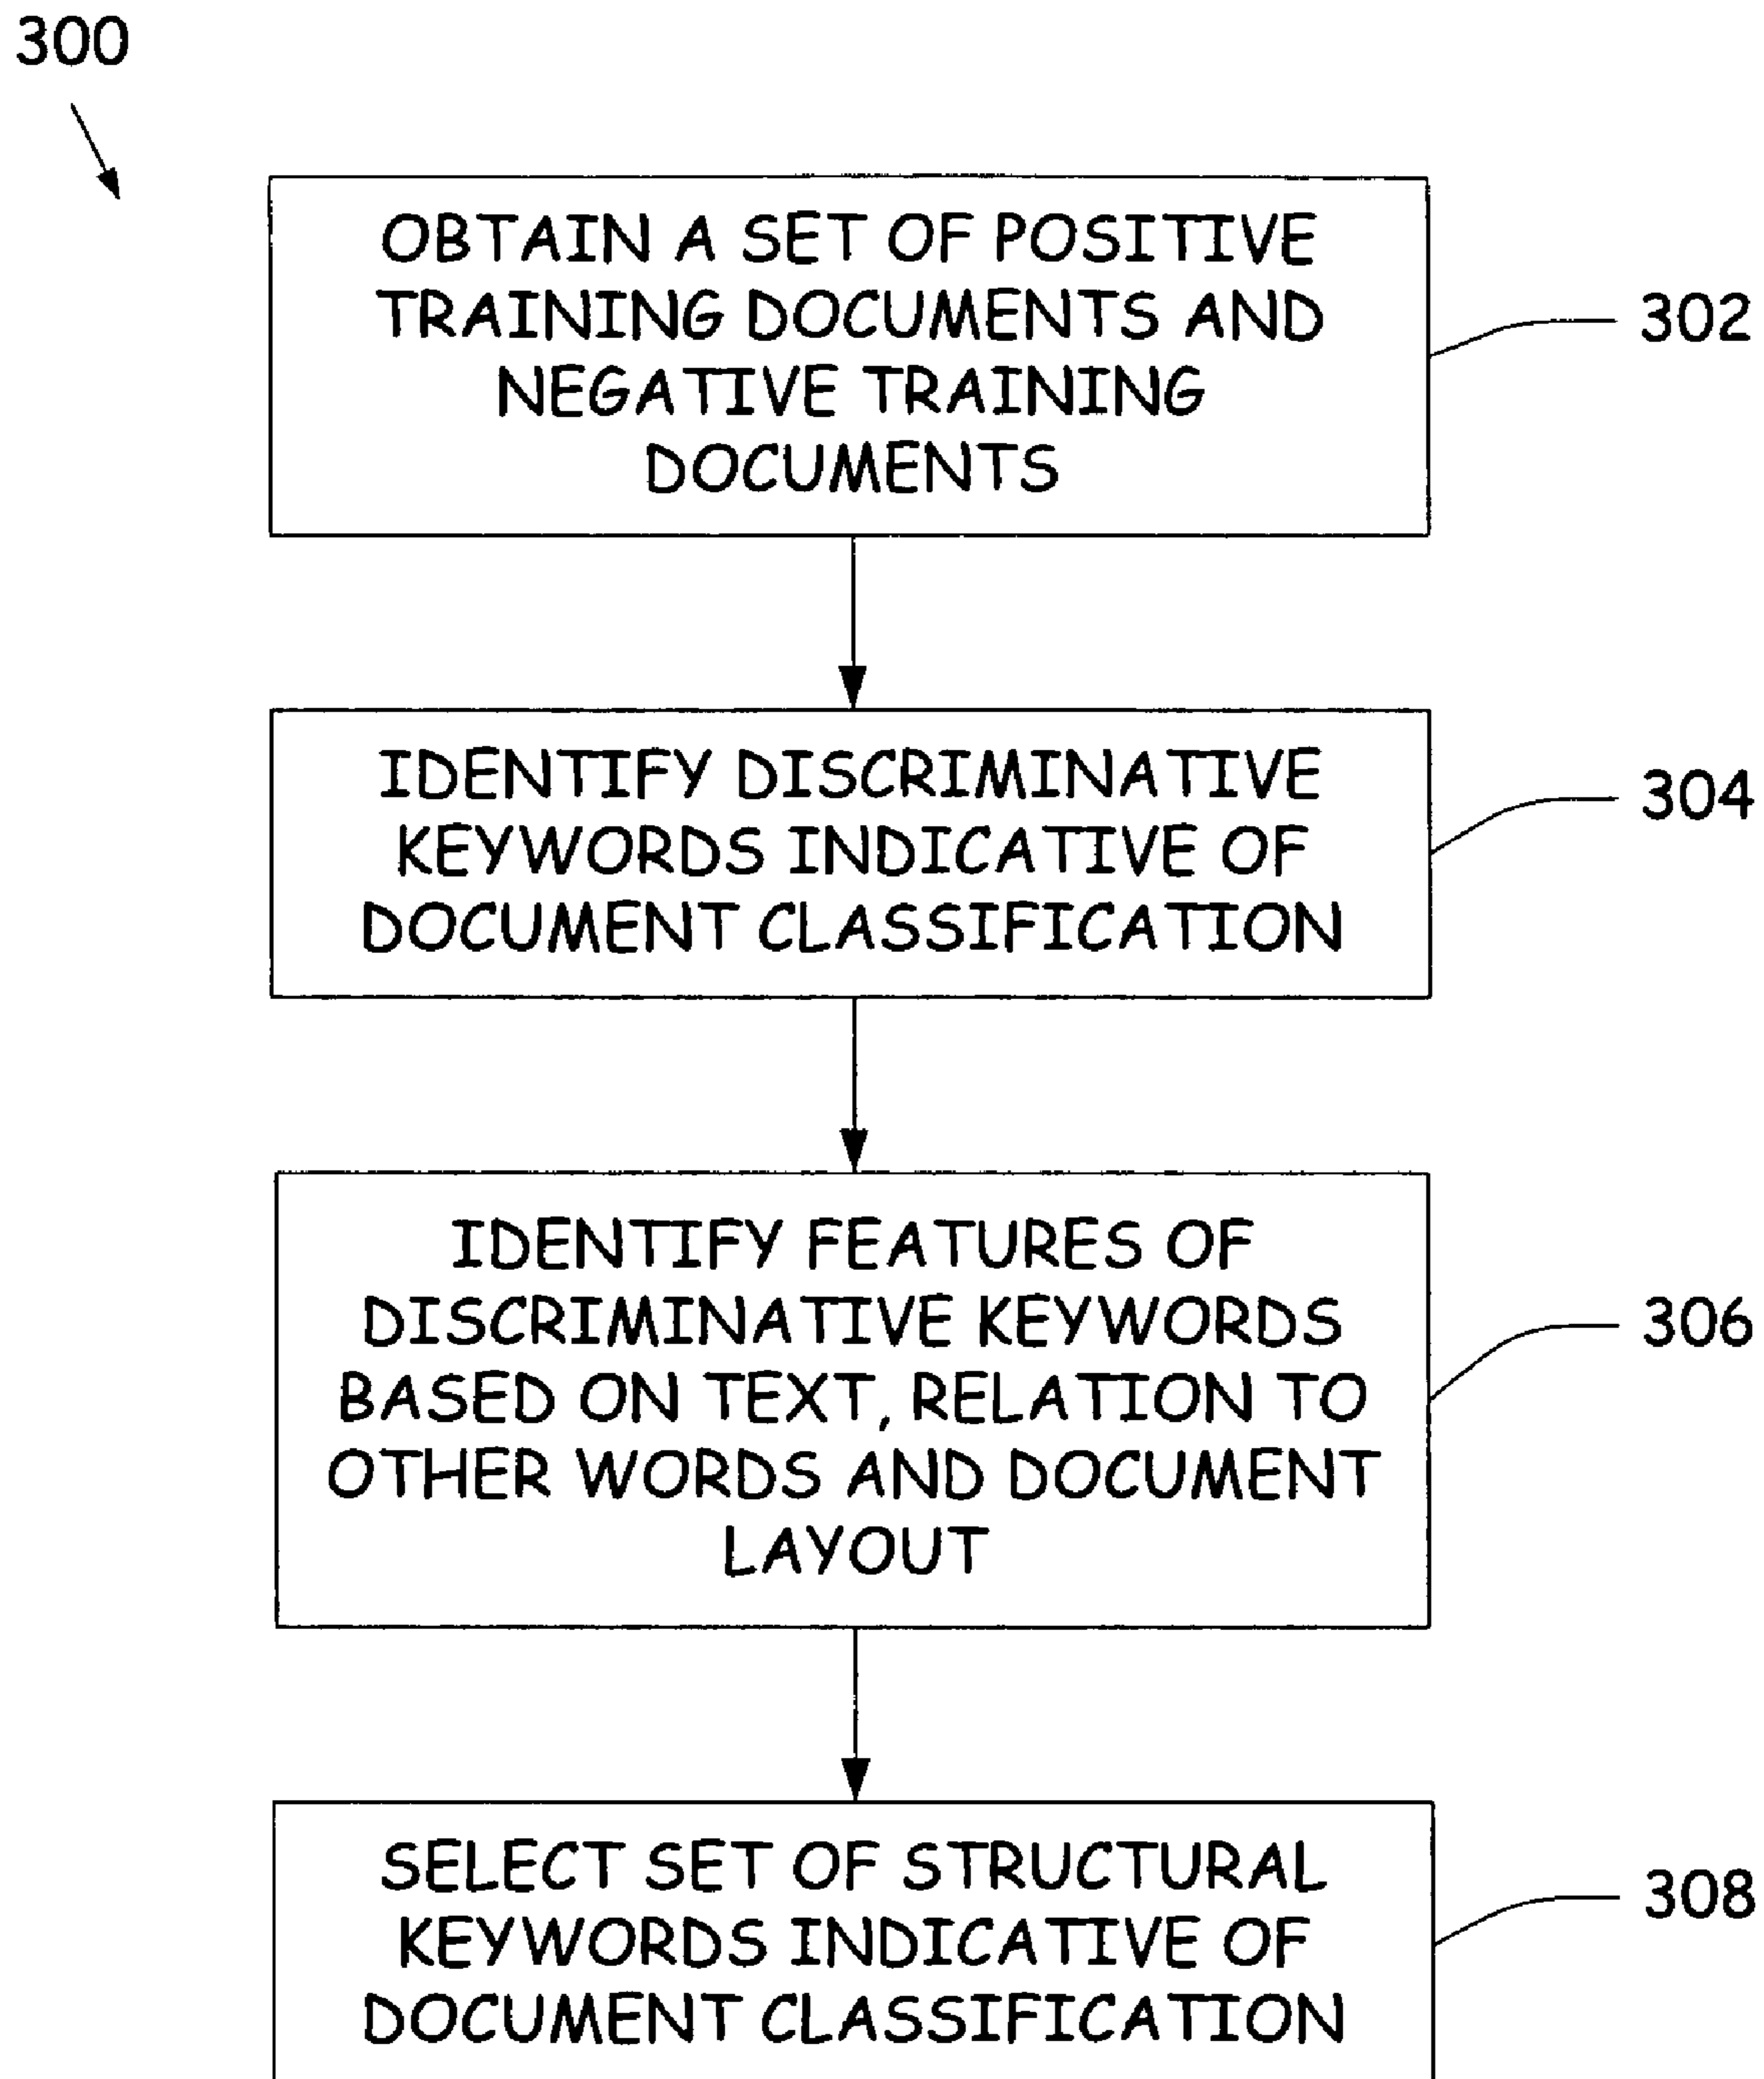 300
OBTAIN A SET OF POSITIVE
TRAINING DOCUMENTS AND
NEGATIVE TRAINING
DOCUMENTS
302
IDENTIFY DISCRIMINATIVE
KEYWORDS INDICATIVE OF
DOCUMENT CLASSIFICATION
304
IDENTIFY FEATURES OF
DISCRIMINATIVE KEYWORDS
BASED ON TEXT, RELATION TO
OTHER WORDS AND DOCUMENT
LAYOUT
306
SELECT SET OF STRUCTURAL
KEYWORDS INDICATIVE OF
DOCUMENT CLASSIFICATION
308